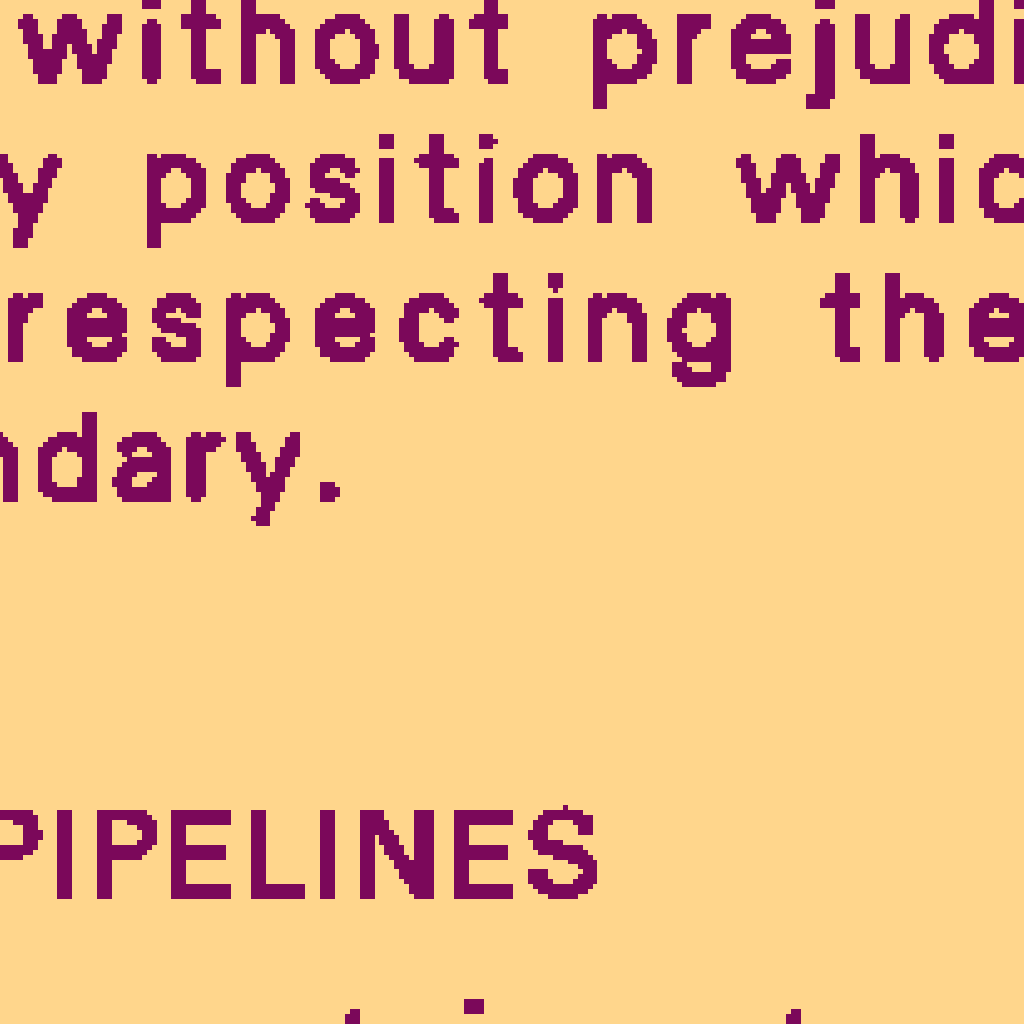 without prejudi
y position whic
respecting the
ndary.
PIPELINES